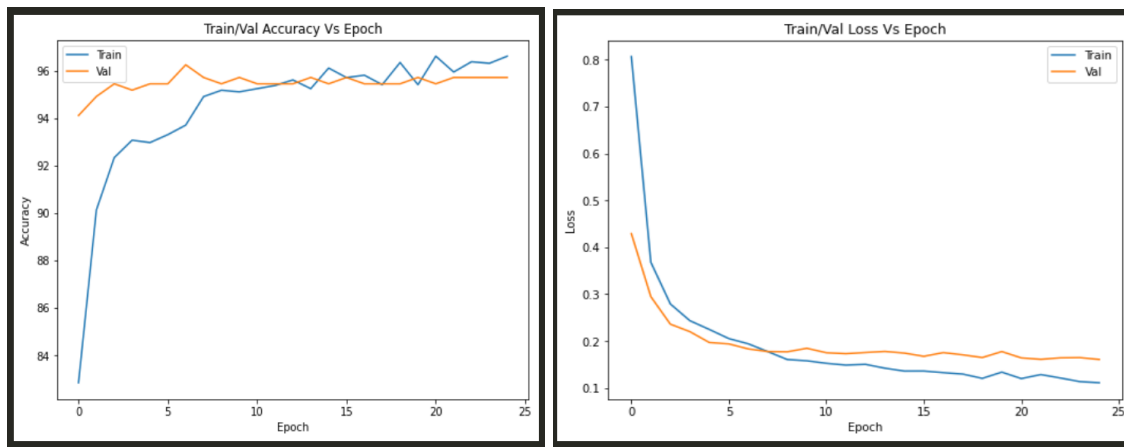 Train/Val Accuracy Vs Epoch
Train
Val
96
94
92
90
88
86
84
Accuracy
0
5
10
15
20
25
Epoch
Train/Val Loss Vs Epoch
Train
Val
0.8
0.7
0.6
0.5
0.4
0.3
0.2
0.1
Loss
0
5
10
15
20
25
Epoch